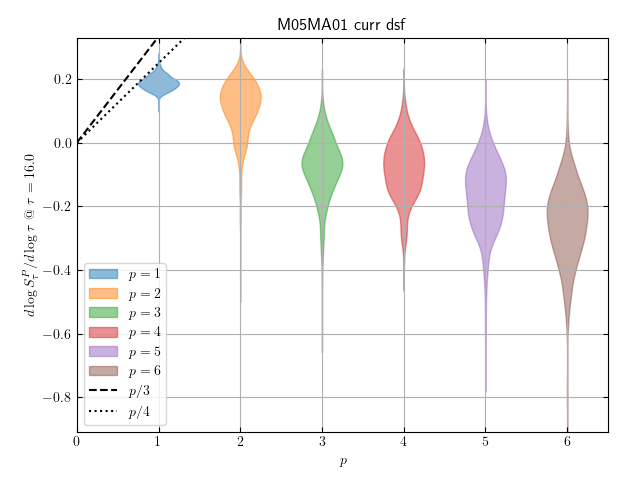 M05MA01 curr dsf
d log S_τ^P / d log τ @ τ = 16.0
0.2
0.0
−0.2
−0.4
−0.6
−0.8
p = 1
p = 2
p = 3
p = 4
p = 5
p = 6
p/3
p/4
0 1 2 3 4 5 6
p